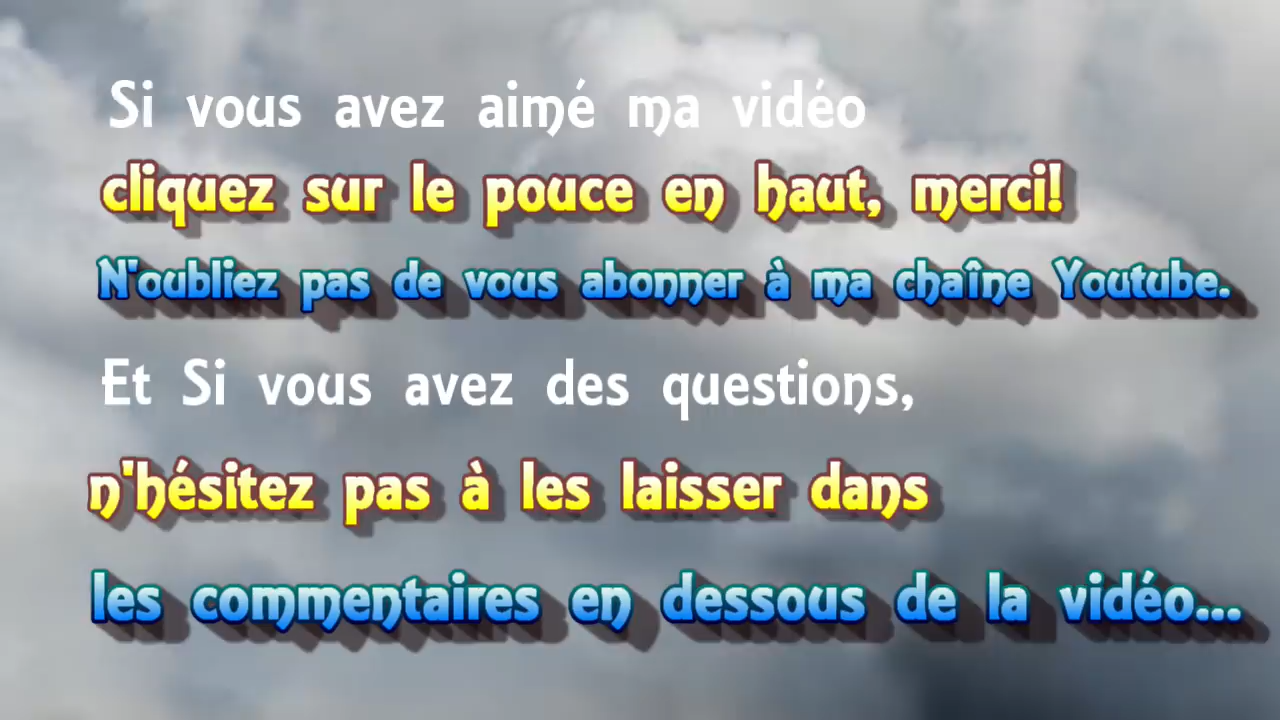 Si vous avez aimé ma vidéo
cliquez sur le pouce en haut, merci!
N'oubliez pas de vous abonner à ma chaîne Youtube.
Et Si vous avez des questions,
n'hésitez pas à les laisser dans
les commentaires en dessous de la vidéo...